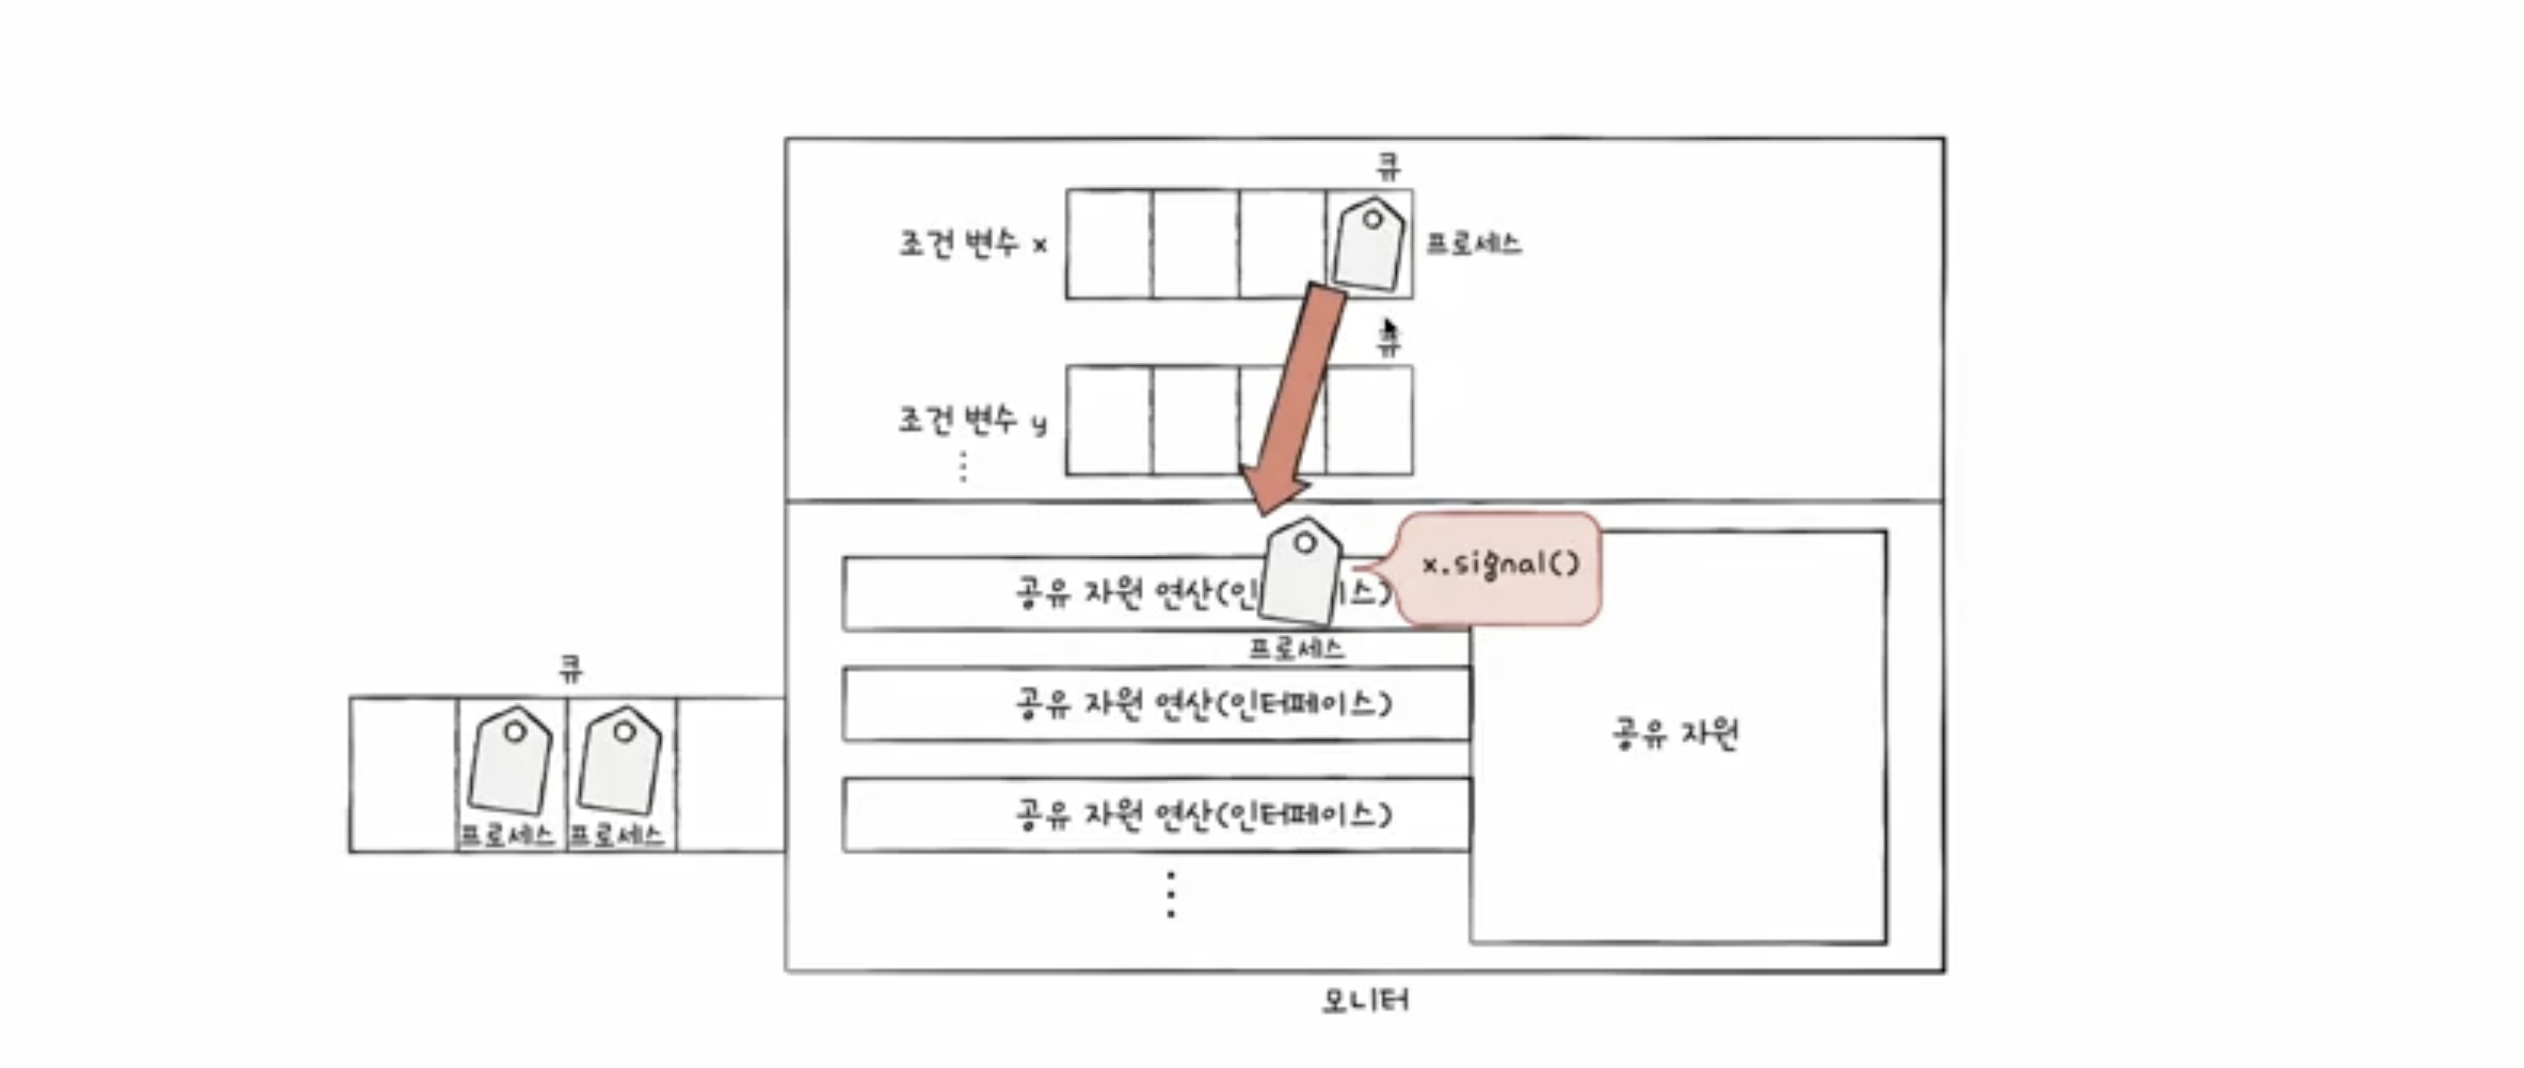 큐
조건 변수 x
프로세스
큐
조건 변수 y
⋮
x.signal()
공유 자원 연산(인 이스)
프로세스
큐
공유 자원 연산(인터페이스)
공유 자원
프로세스 프로세스
공유 자원 연산(인터페이스)
⋮
모니터